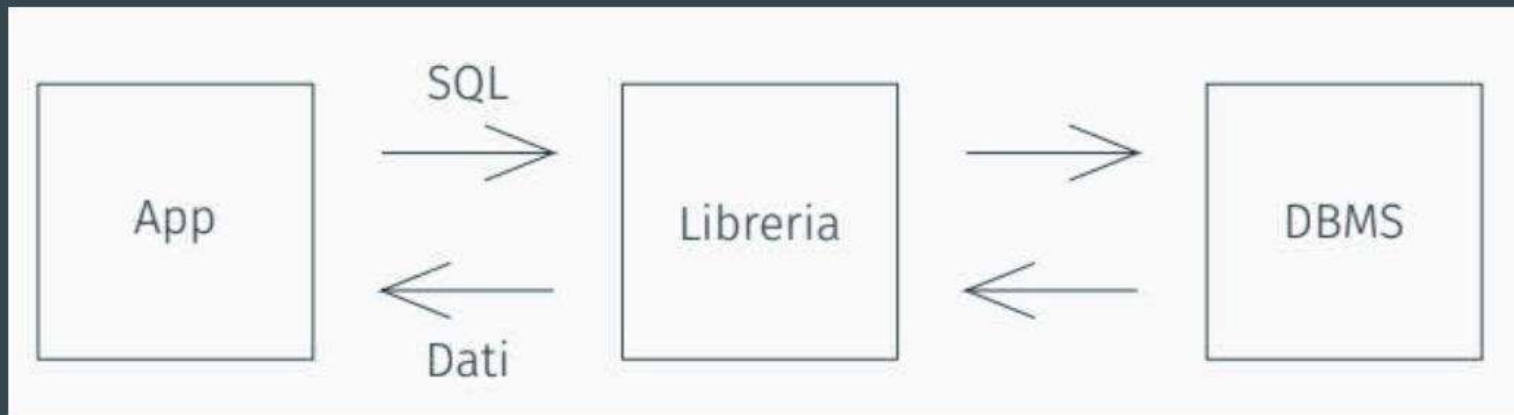 SQL
App
Libreria
DBMS
Dati